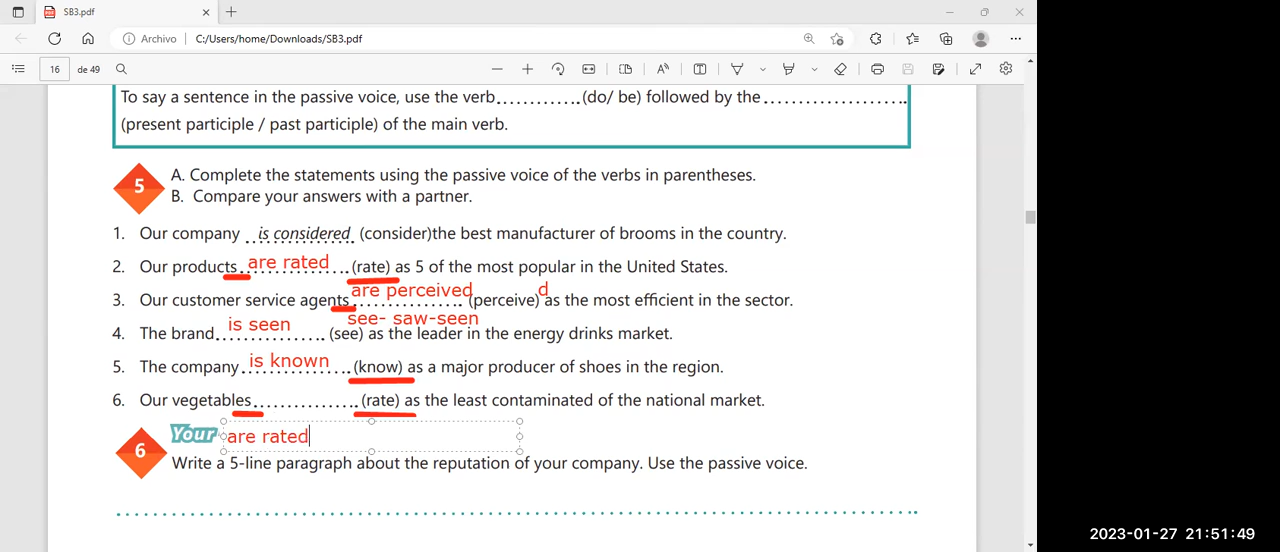 SB3.pdf
Archivo C:/Users/home/Downloads/SB3.pdf
16 de 49
To say a sentence in the passive voice, use the verb............(do/ be) followed by the .....................
(present participle / past participle) of the main verb.
5 A. Complete the statements using the passive voice of the verbs in parentheses.
B. Compare your answers with a partner.
1. Our company is considered (consider)the best manufacturer of brooms in the country.
2. Our products are rated (rate) as 5 of the most popular in the United States.
are perceived d
3. Our customer service agents................ (perceive) as the most efficient in the sector.
see- saw-seen
4. The brand is seen (see) as the leader in the energy drinks market.
5. The company is known (know) as a major producer of shoes in the region.
6. Our vegetables............... (rate) as the least contaminated of the national market.
6 Your are rated
Write a 5-line paragraph about the reputation of your company. Use the passive voice.
2023-01-27 21:51:49